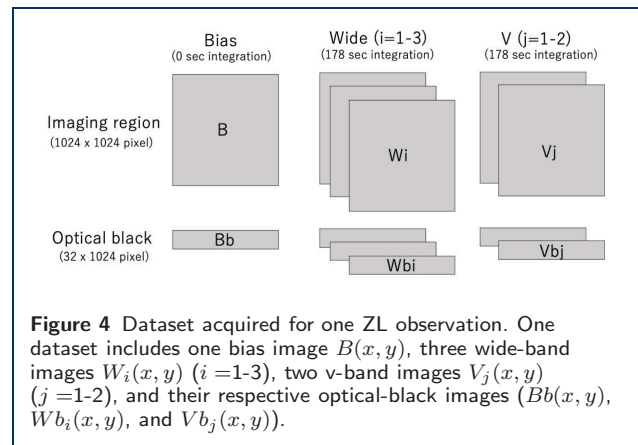 Bias
(0 sec integration)
Wide (i=1-3)
(178 sec integration)
V (j=1-2)
(178 sec integration)
Imaging region
(1024 x 1024 pixel)
B
Wi
Vj
Optical black
(32 x 1024 pixel)
Bb
Wbi
Vbj
Figure 4 Dataset acquired for one ZL observation. One
dataset includes one bias image B(x, y), three wide-band
images Wi(x, y) (i =1-3), two v-band images Vj(x, y)
(j =1-2), and their respective optical-black images (Bb(x, y),
Wbi(x, y), and Vbj(x, y)).